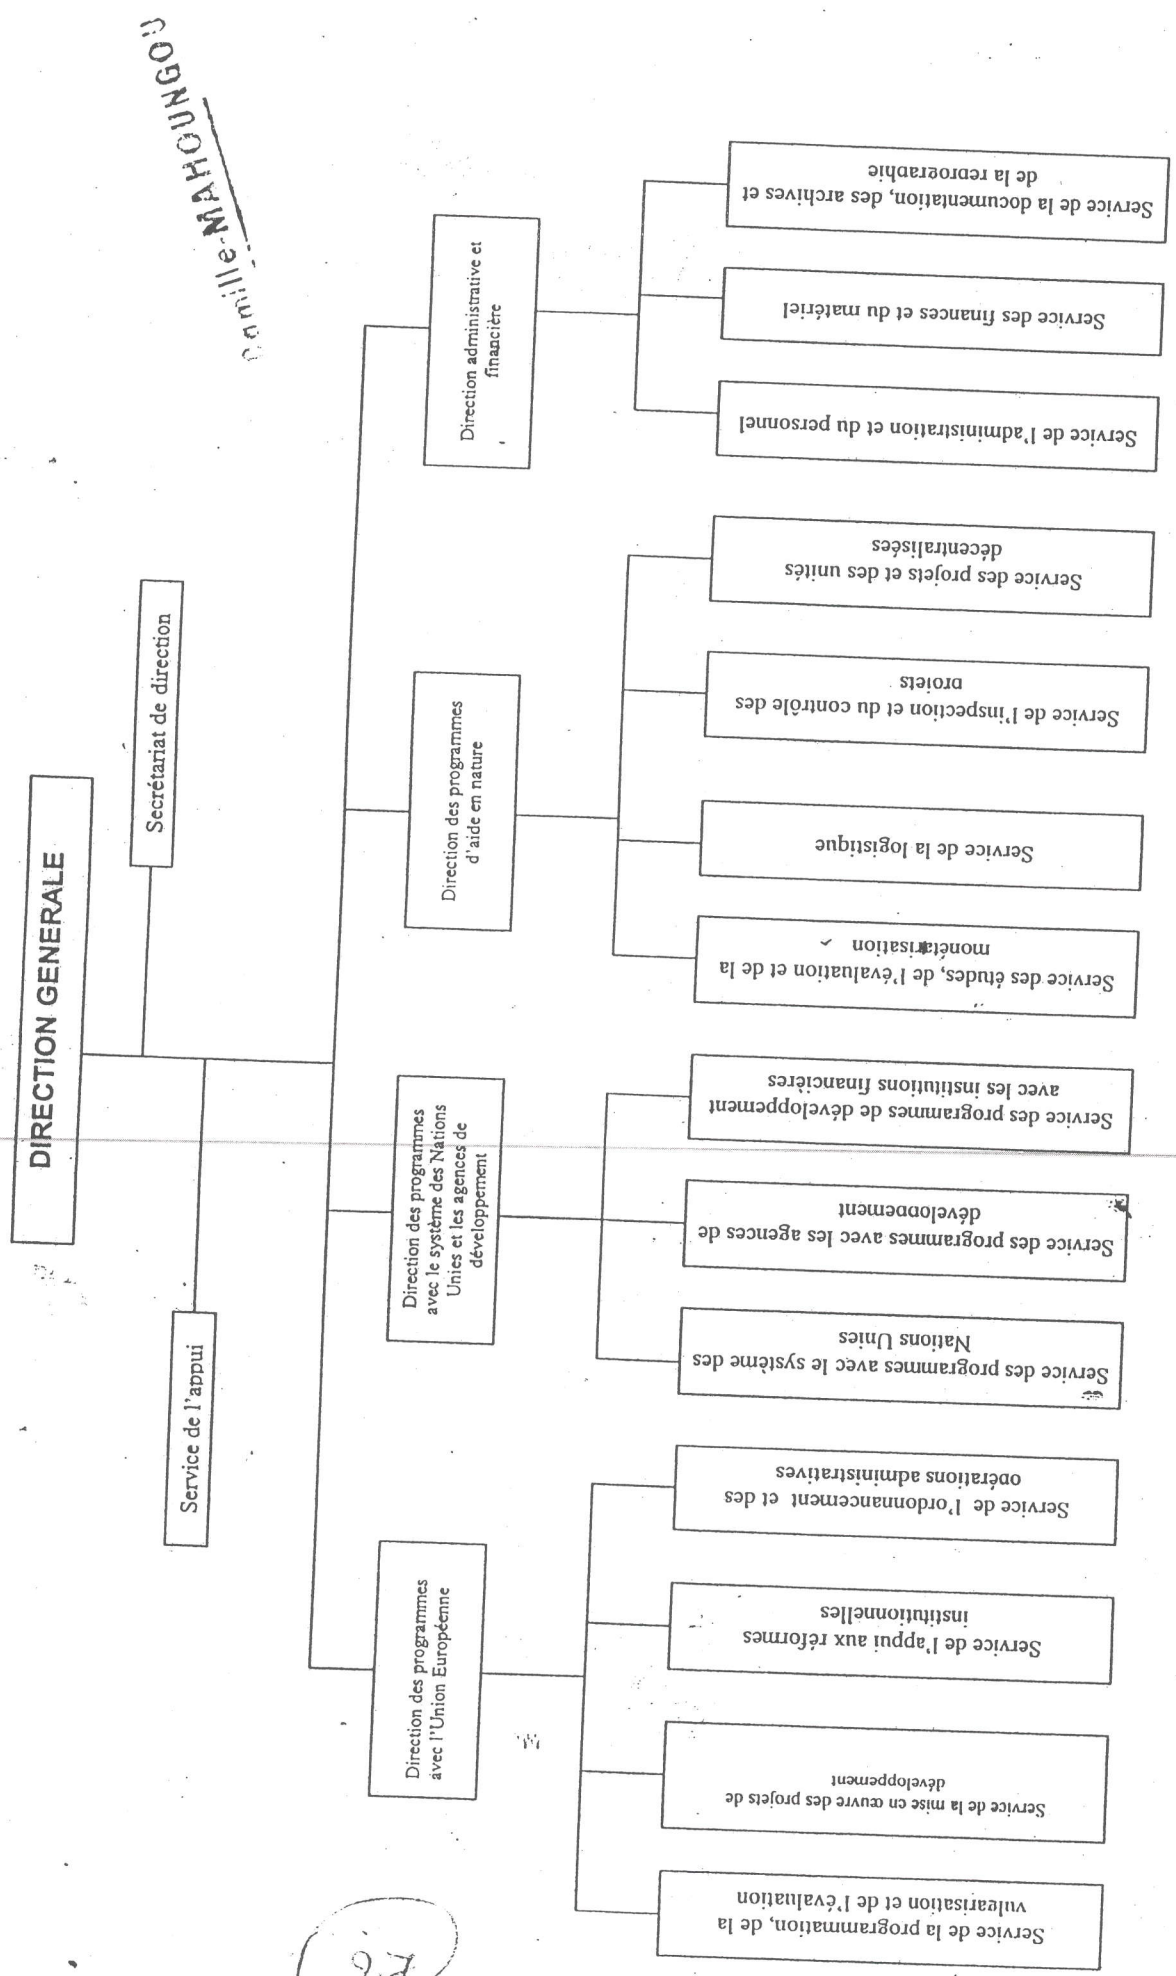 Camille MAHOUNGOU
DIRECTION GENERALE
Secrétariat de direction
Service de l'appui
Direction des programmes
avec l'Union Européenne
Direction des programmes
avec le système des Nations
Unies et les agences de
développement
Direction des programmes
d'aide en nature
Direction administrative et
financière
Service de la programmation, de la
vulgarisation et de l'évaluation
Service de la mise en œuvre des projets de
développement
Service de l'appui aux réformes
institutionnelles
Service de l'ordonnancement et des
opérations administratives
Service des programmes avec le système des
Nations Unies
Service des programmes avec les agences de
développement
Service des programmes de développement
avec les institutions financières
Service des études, de l'évaluation et de la
monétarisation
Service de la logistique
Service de l'inspection et du contrôle des
projets
Service des projets et des unités
décentralisées
Service de l'administration et du personnel
Service des finances et du matériel
Service de la documentation, des archives et
de la reprographie